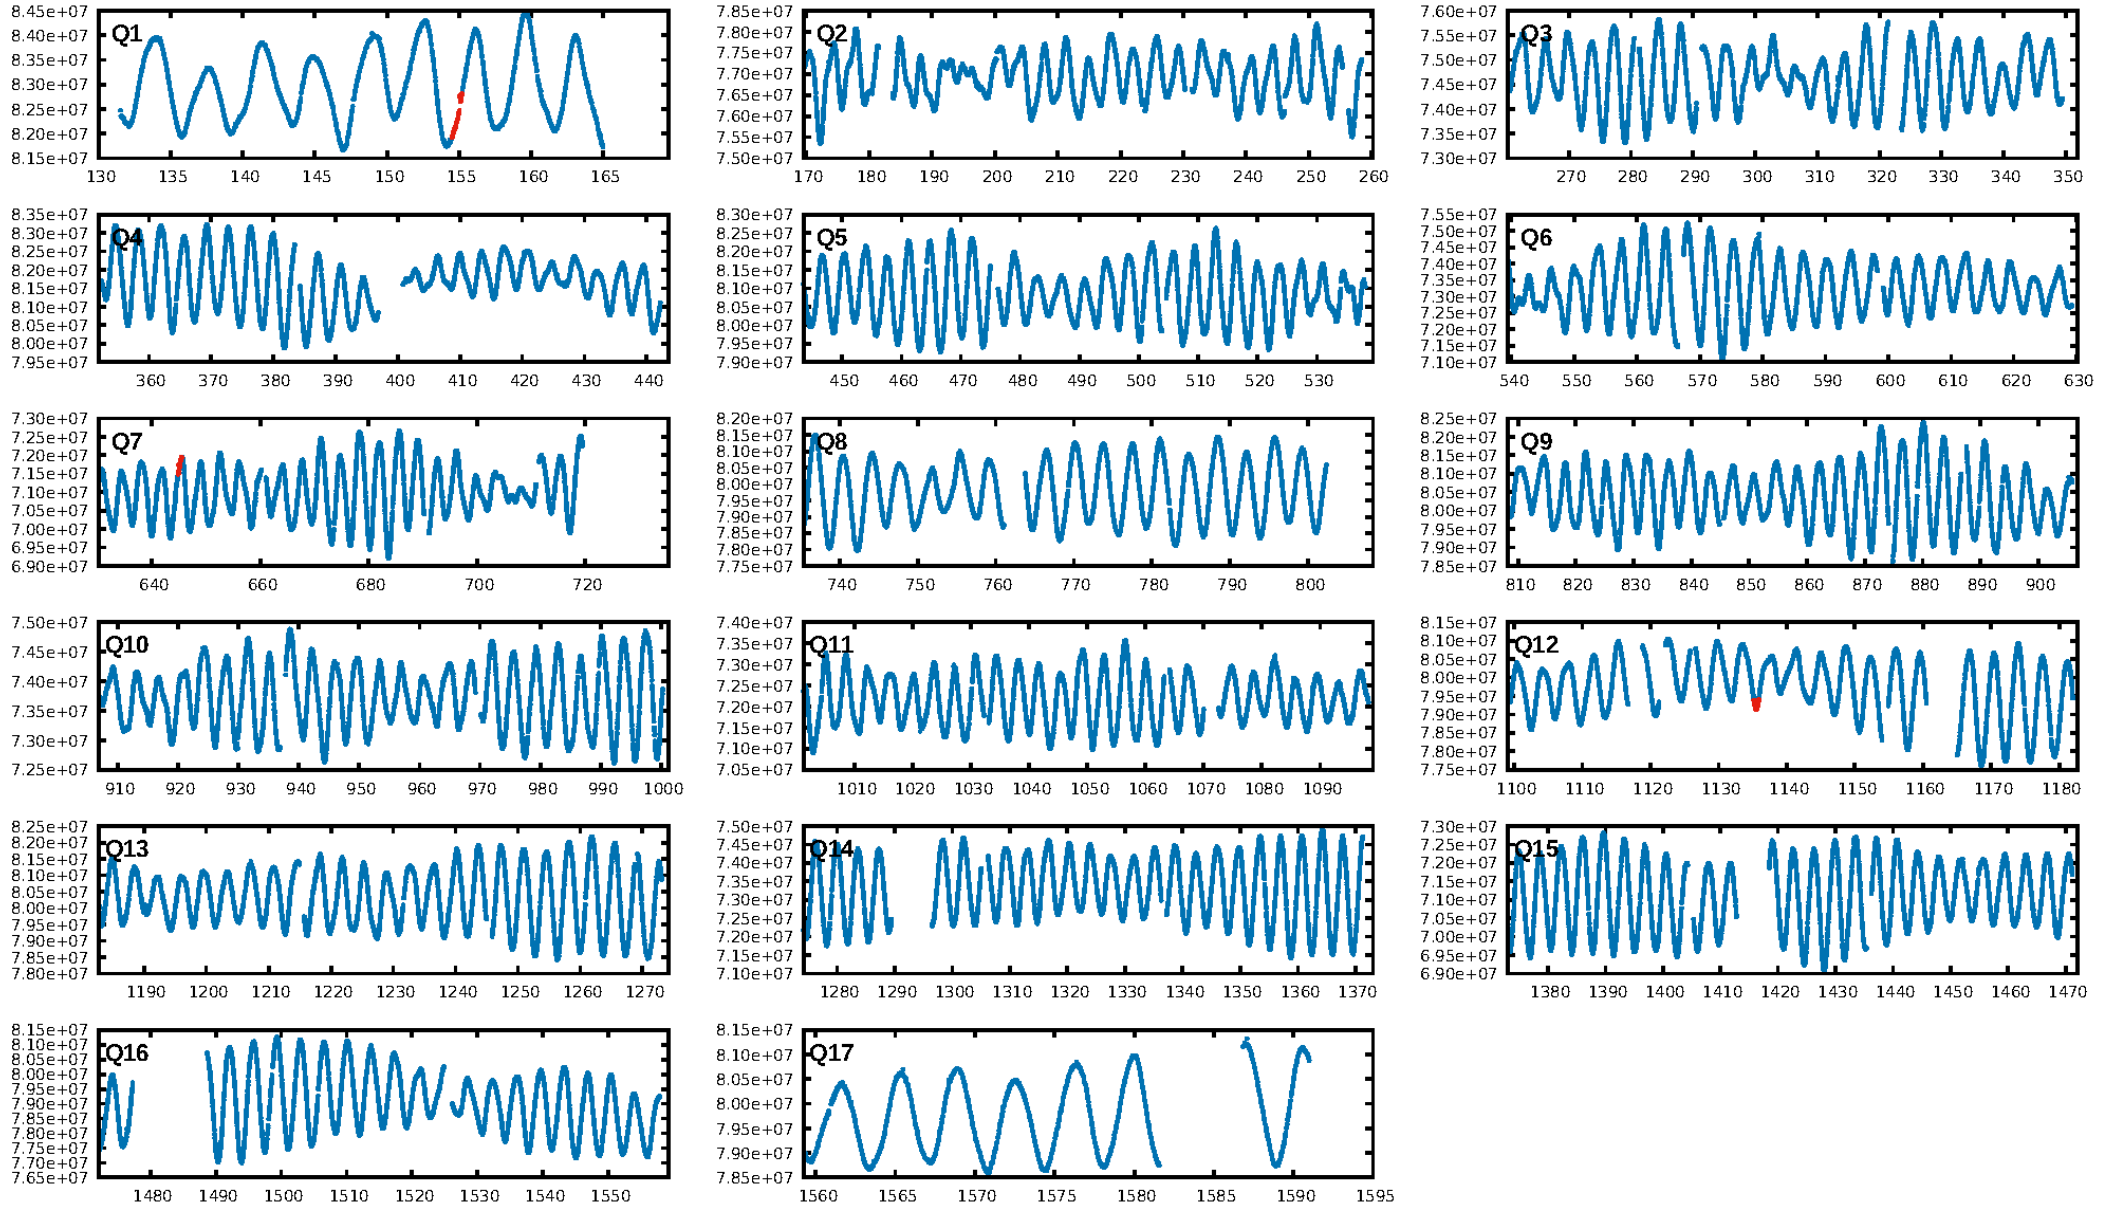 Q1
8.45e+07
8.40e+07
8.35e+07
8.30e+07
8.25e+07
8.20e+07
8.15e+07
130 135 140 145 150 155 160 165
Q2
7.85e+07
7.80e+07
7.75e+07
7.70e+07
7.65e+07
7.60e+07
7.55e+07
7.50e+07
170 180 190 200 210 220 230 240 250 260
Q3
7.60e+07
7.55e+07
7.50e+07
7.45e+07
7.40e+07
7.35e+07
7.30e+07
270 280 290 300 310 320 330 340 350
Q4
8.35e+07
8.30e+07
8.25e+07
8.20e+07
8.15e+07
8.10e+07
8.05e+07
8.00e+07
7.95e+07
360 370 380 390 400 410 420 430 440
Q5
8.30e+07
8.25e+07
8.20e+07
8.15e+07
8.10e+07
8.05e+07
8.00e+07
7.95e+07
7.90e+07
450 460 470 480 490 500 510 520 530
Q6
7.55e+07
7.50e+07
7.45e+07
7.40e+07
7.35e+07
7.30e+07
7.25e+07
7.20e+07
7.15e+07
7.10e+07
540 550 560 570 580 590 600 610 620 630
Q7
7.30e+07
7.25e+07
7.20e+07
7.15e+07
7.10e+07
7.05e+07
7.00e+07
6.95e+07
6.90e+07
640 660 680 700 720
Q8
8.20e+07
8.15e+07
8.10e+07
8.05e+07
8.00e+07
7.95e+07
7.90e+07
7.85e+07
7.80e+07
7.75e+07
740 750 760 770 780 790 800
Q9
8.25e+07
8.20e+07
8.15e+07
8.10e+07
8.05e+07
8.00e+07
7.95e+07
7.90e+07
7.85e+07
810 820 830 840 850 860 870 880 890 900
Q10
7.50e+07
7.45e+07
7.40e+07
7.35e+07
7.30e+07
7.25e+07
910 920 930 940 950 960 970 980 990 1000
Q11
7.40e+07
7.35e+07
7.30e+07
7.25e+07
7.20e+07
7.15e+07
7.10e+07
7.05e+07
1010 1020 1030 1040 1050 1060 1070 1080 1090
Q12
8.15e+07
8.10e+07
8.05e+07
8.00e+07
7.95e+07
7.90e+07
7.85e+07
7.80e+07
7.75e+07
1100 1110 1120 1130 1140 1150 1160 1170 1180
Q13
8.25e+07
8.20e+07
8.15e+07
8.10e+07
8.05e+07
8.00e+07
7.95e+07
7.90e+07
7.85e+07
7.80e+07
1190 1200 1210 1220 1230 1240 1250 1260 1270
Q14
7.50e+07
7.45e+07
7.40e+07
7.35e+07
7.30e+07
7.25e+07
7.20e+07
7.15e+07
7.10e+07
1280 1290 1300 1310 1320 1330 1340 1350 1360 1370
Q15
7.30e+07
7.25e+07
7.20e+07
7.15e+07
7.10e+07
7.05e+07
7.00e+07
6.95e+07
6.90e+07
1380 1390 1400 1410 1420 1430 1440 1450 1460 1470
Q16
8.15e+07
8.10e+07
8.05e+07
8.00e+07
7.95e+07
7.90e+07
7.85e+07
7.80e+07
7.75e+07
7.70e+07
7.65e+07
1480 1490 1500 1510 1520 1530 1540 1550
Q17
8.15e+07
8.10e+07
8.05e+07
8.00e+07
7.95e+07
7.90e+07
7.85e+07
1560 1565 1570 1575 1580 1585 1590 1595